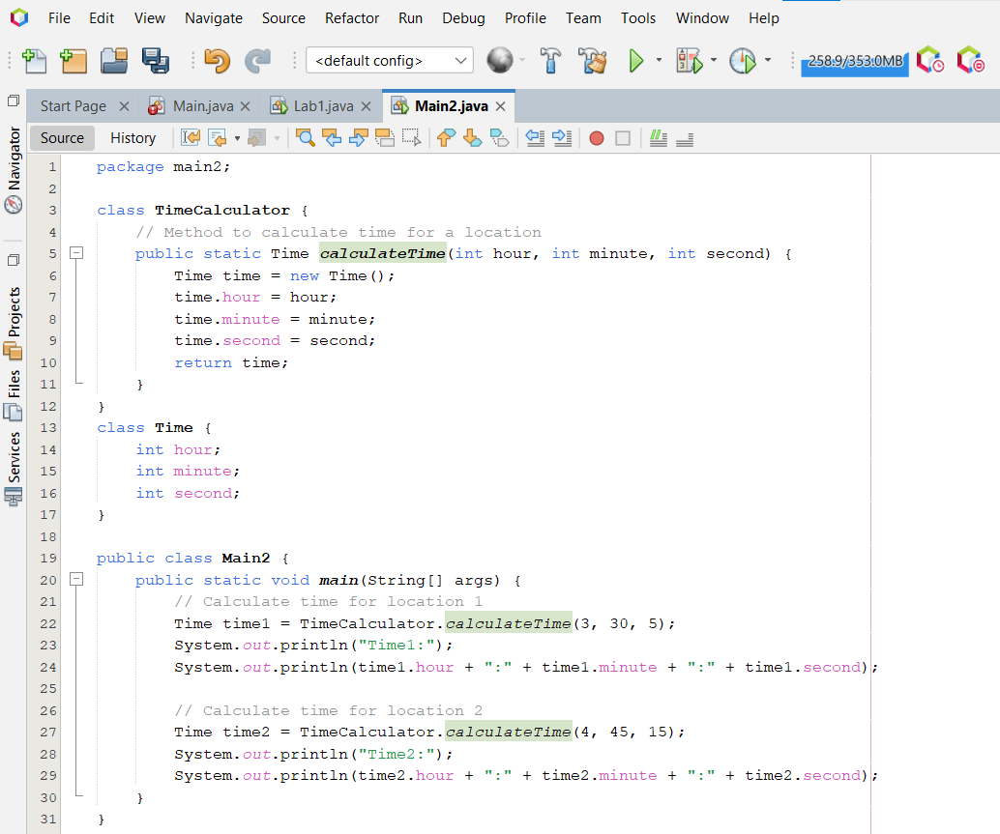 File Edit View Navigate Source Refactor Run Debug Profile Team Tools Window Help
<default config> 258.9/353.0MB
Start Page Main.java Lab1.java Main2.java
Source History
Navigator
Projects
Files
Services
1 package main2;
2
3 class TimeCalculator {
4 // Method to calculate time for a location
5 public static Time calculateTime(int hour, int minute, int second) {
6 Time time = new Time();
7 time.hour = hour;
8 time.minute = minute;
9 time.second = second;
10 return time;
11 }
12 }
13 class Time {
14 int hour;
15 int minute;
16 int second;
17 }
18
19 public class Main2 {
20 public static void main(String[] args) {
21 // Calculate time for location 1
22 Time time1 = TimeCalculator.calculateTime(3, 30, 5);
23 System.out.println("Time1:");
24 System.out.println(time1.hour + ":" + time1.minute + ":" + time1.second);
25
26 // Calculate time for location 2
27 Time time2 = TimeCalculator.calculateTime(4, 45, 15);
28 System.out.println("Time2:");
29 System.out.println(time2.hour + ":" + time2.minute + ":" + time2.second);
30 }
31 }